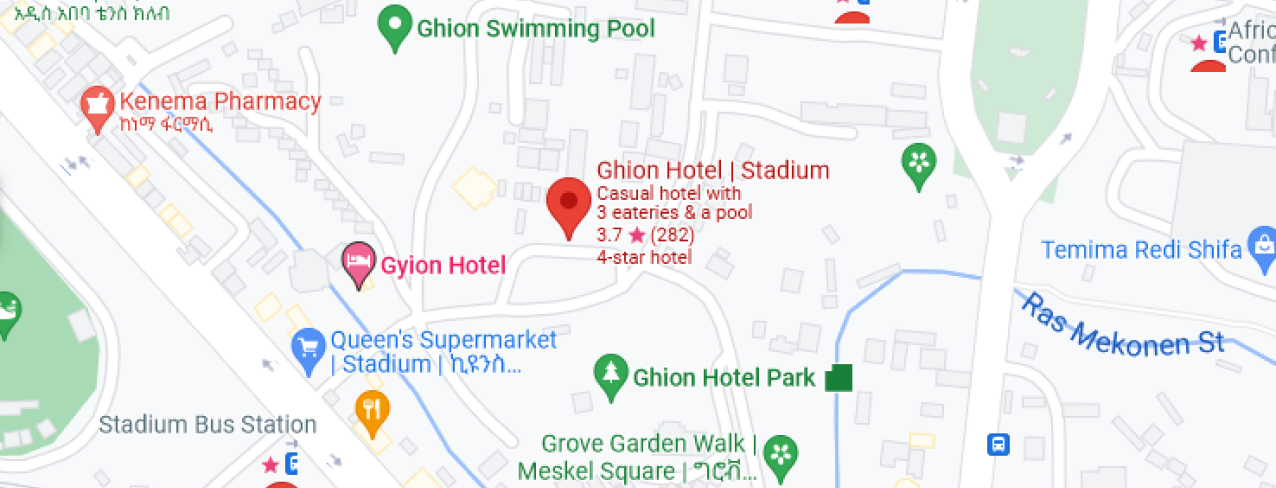 አዲስ አበባ ቴንስ ክለብ
Ghion Swimming Pool
Afric
Conf
Kenema Pharmacy
ከነማ ፋርማሲ
Ghion Hotel | Stadium
Casual hotel with
3 eateries & a pool
3.7 ★ (282)
4-star hotel
Gyion Hotel
Temima Redi Shifa
Ras Mekonen St
Queen's Supermarket
| Stadium | ኪዩንስ...
Ghion Hotel Park
Stadium Bus Station
Grove Garden Walk |
Meskel Square | ግሮቭ...